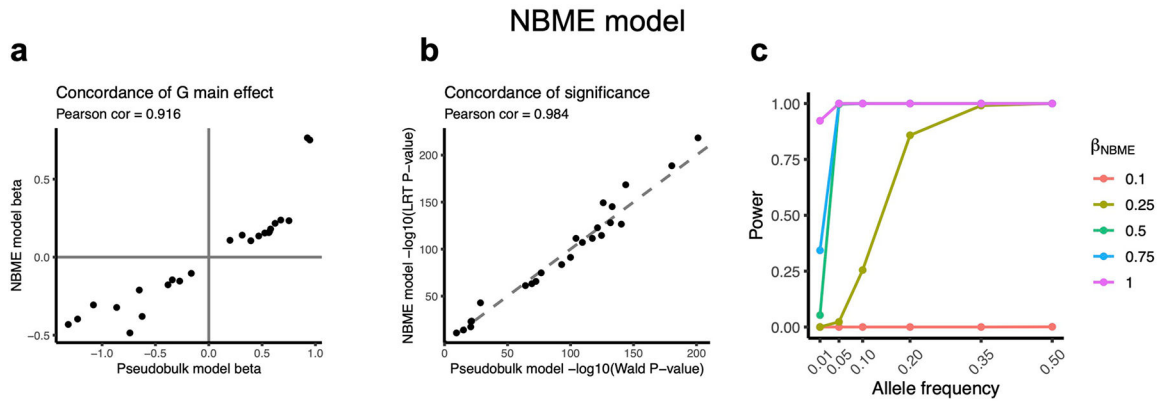 NBME model
a
Concordance of G main effect
Pearson cor = 0.916
NBME model beta
0.5
0.0
−0.5
−1.0
−0.5
0.0
0.5
1.0
Pseudobulk model beta
b
Concordance of significance
Pearson cor = 0.984
NBME model −log10(LRT P−value)
200
150
100
50
0
50
100
150
200
Pseudobulk model −log10(Wald P−value)
c
Power
1.00
0.75
0.50
0.25
0.00
0.01
0.05
0.10
0.20
0.35
0.50
Allele frequency
βNBME
0.1
0.25
0.5
0.75
1